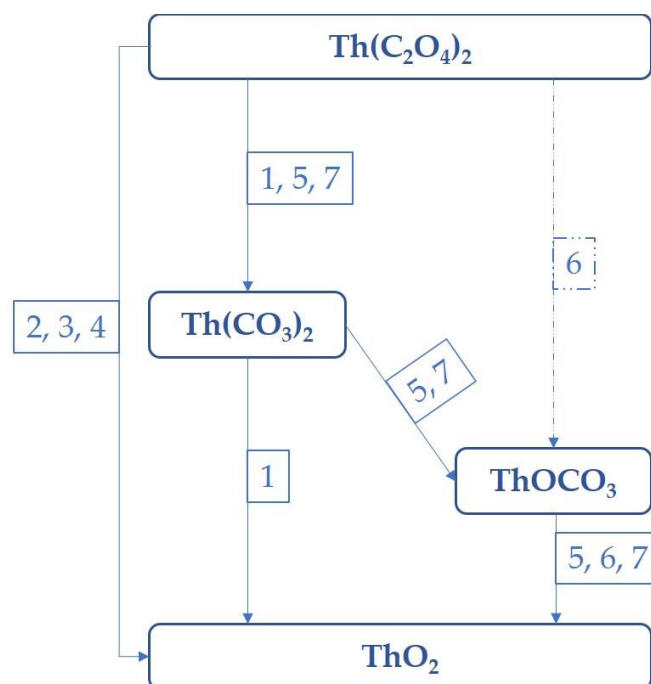 Th(C₂O₄)₂
1, 5, 7
6
2, 3, 4
Th(CO₃)₂
5, 7
1
ThOCO₃
5, 6, 7
ThO₂